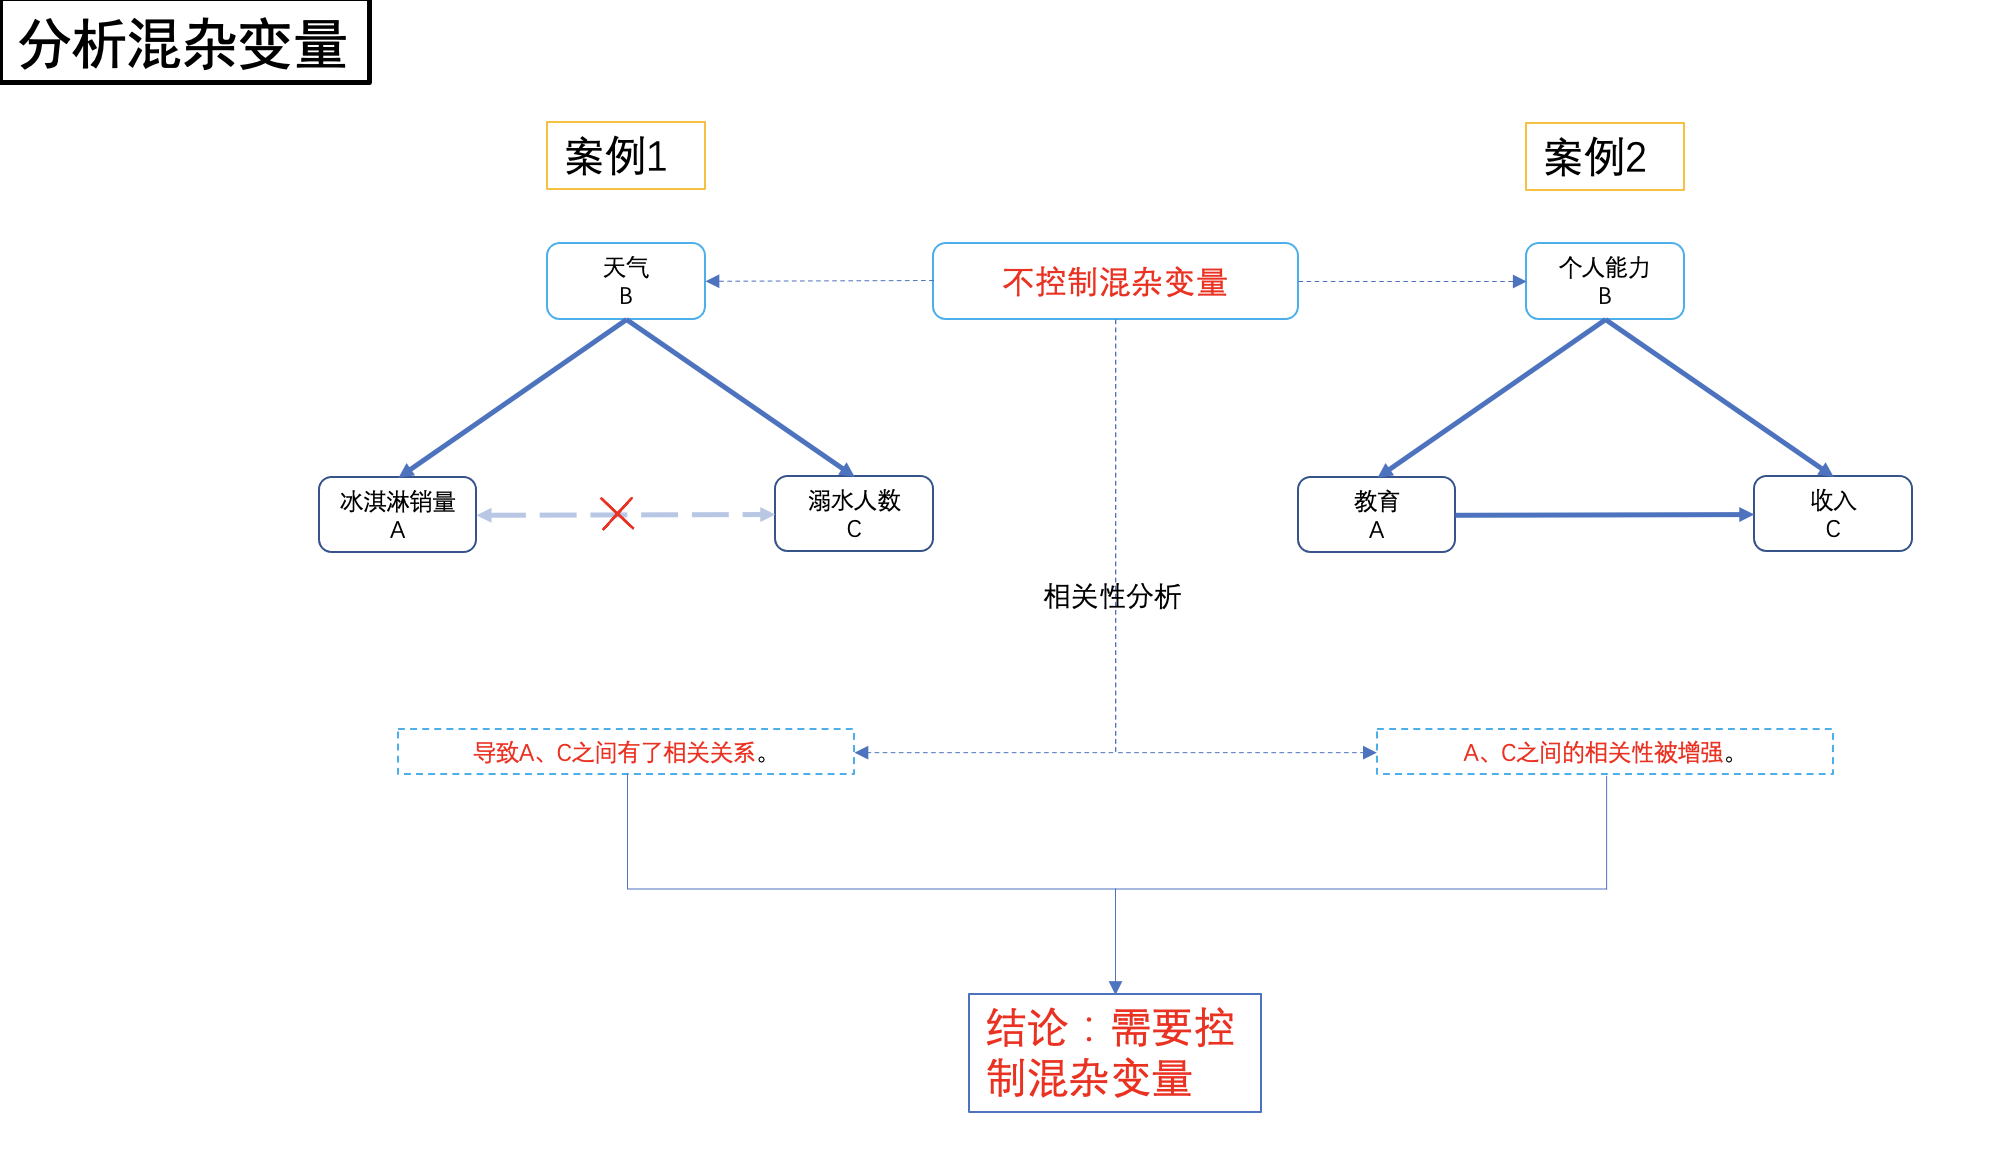 分析混杂变量
案例1
案例2
天气
B
不控制混杂变量
个人能力
B
冰淇淋销量
A
溺水人数
C
教育
A
收入
C
相关性分析
导致A、C之间有了相关关系。
A、C之间的相关性被增强。
结论：需要控
制混杂变量